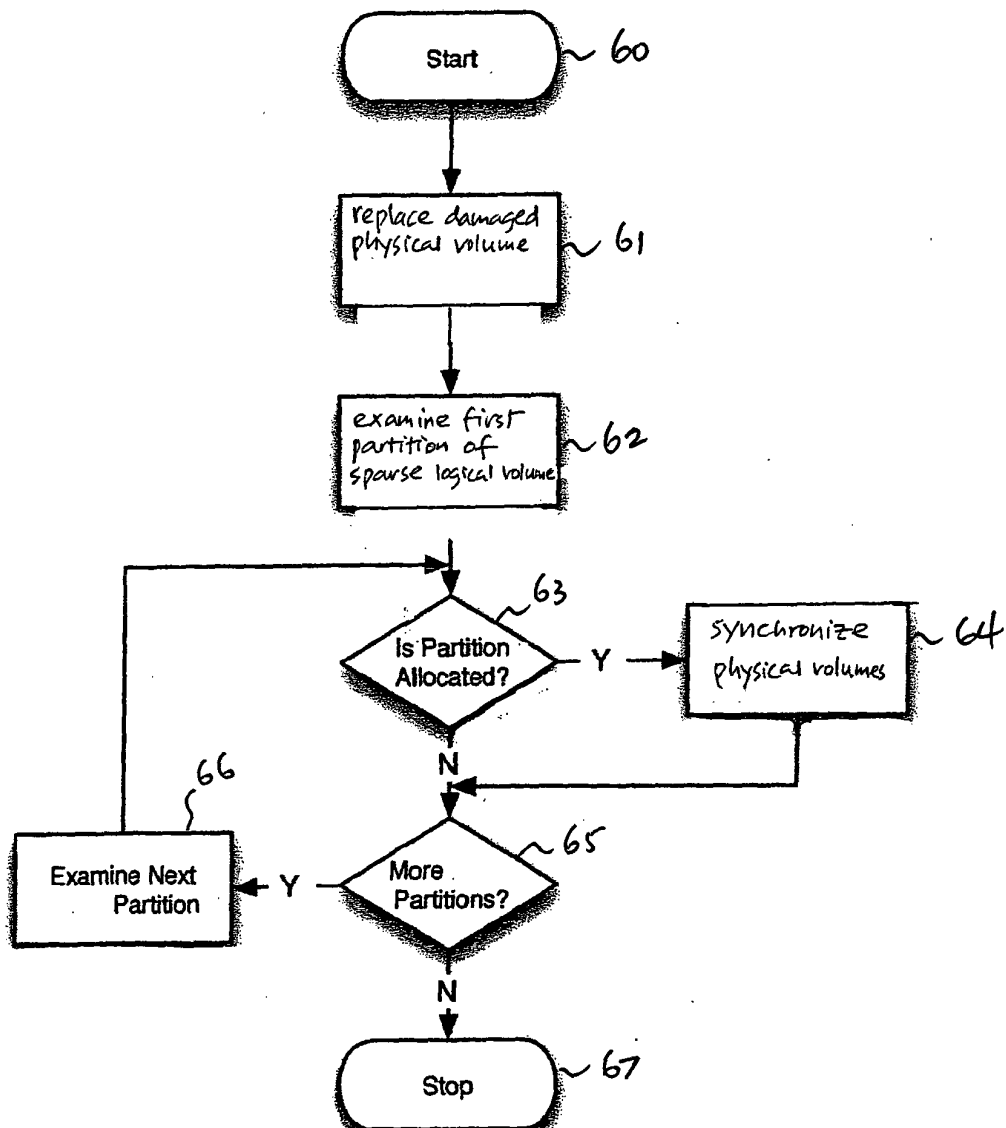 Start
60
replace damaged
physical volume
61
examine first
partition of
sparse logical volume
62
63
Is Partition
Allocated?
Y
synchronize
physical volumes
64
N
66
65
Examine Next
Partition
Y
More
Partitions?
N
Stop
67